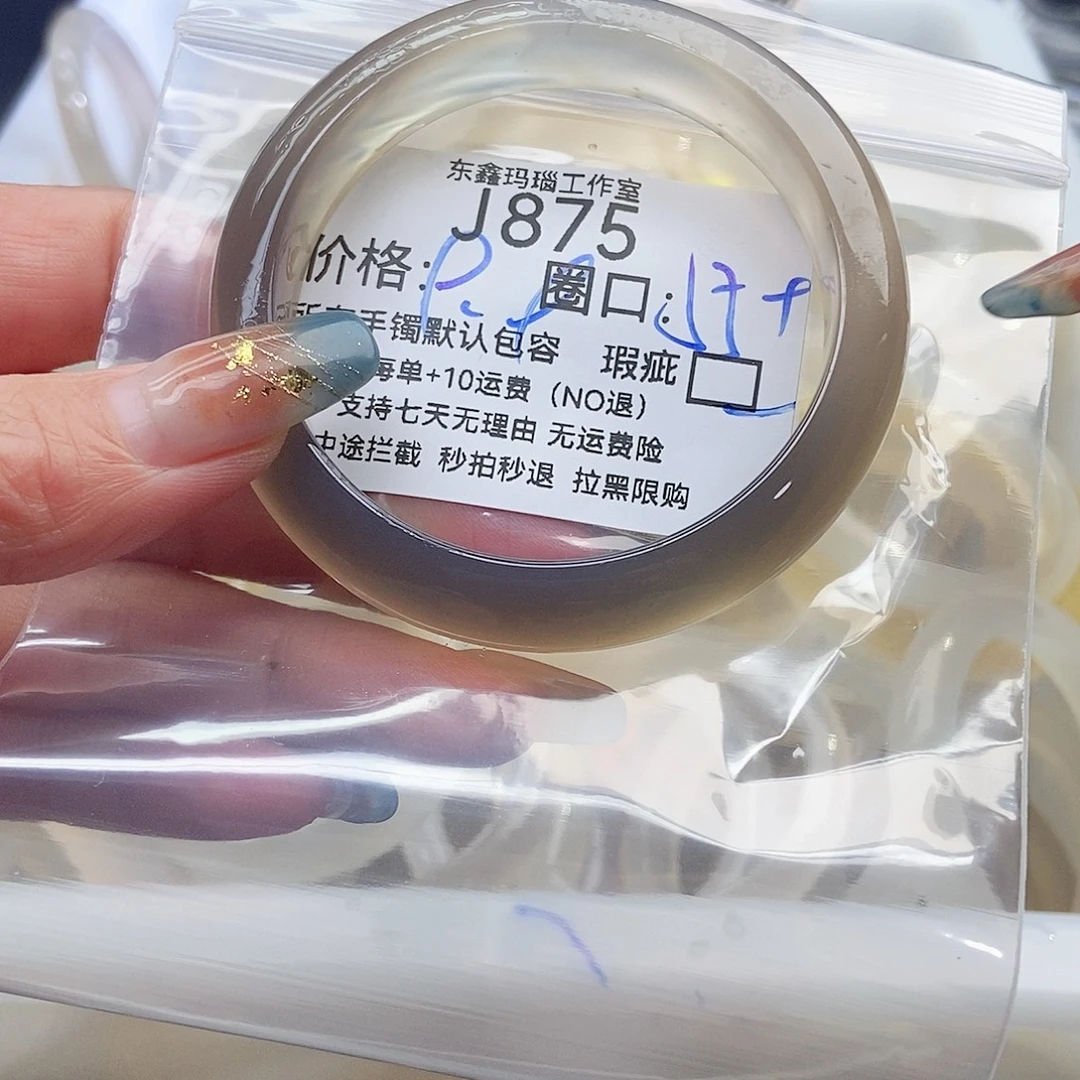 东鑫玛瑙工作室
J875
价格: 圈口:57+
手镯默认包容 瑕疵
每单+10运费（NO退）
支持七天无理由 无运费险
中途拦截 秒拍秒退 拉黑限购